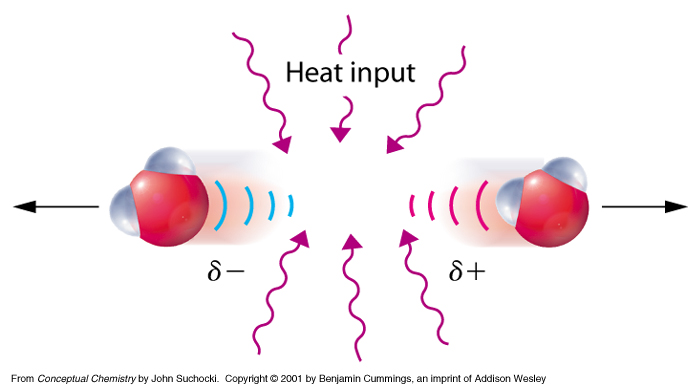 Heat input
δ− δ+
From Conceptual Chemistry by John Suchocki. Copyright © 2001 by Benjamin Cummings, an imprint of Addison Wesley